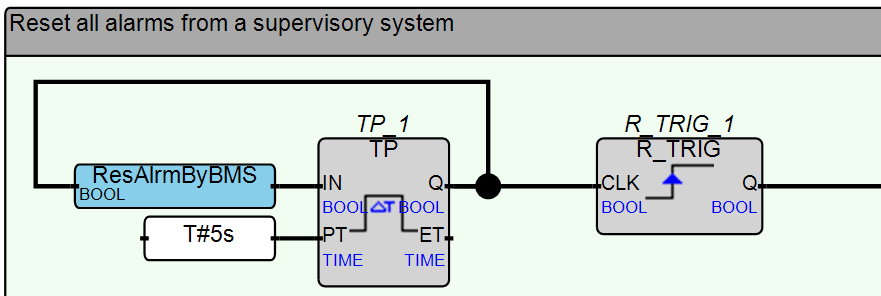 Reset all alarms from a supervisory system
TP_1
TP
R_TRIG_1
R_TRIG
ResAlrmByBMS
BOOL
IN
Q
BOOL
ΔT
BOOL
T#5s
PT
ET
TIME
TIME
CLK
Q
BOOL
BOOL